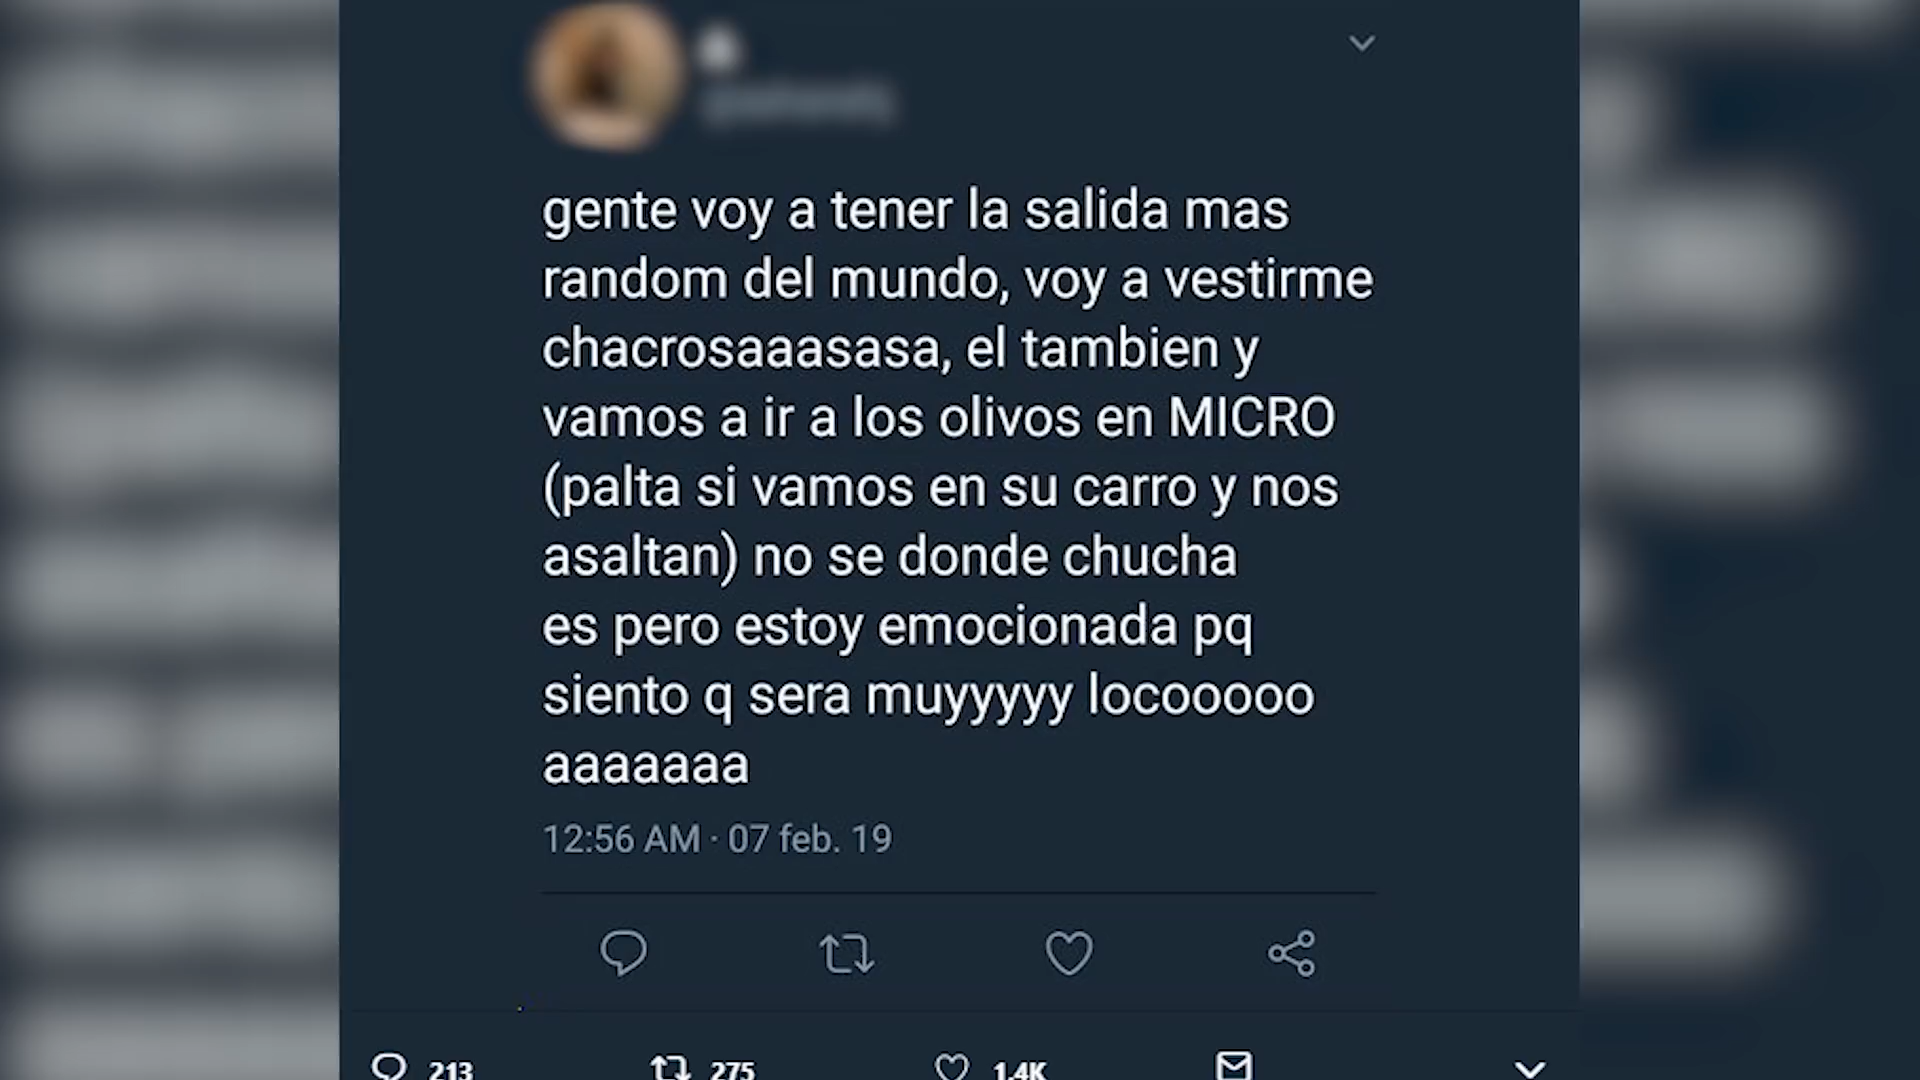 gente voy a tener la salida mas
random del mundo, voy a vestirme
chacrosaaasasa, el tambien y
vamos a ir a los olivos en MICRO
(palta si vamos en su carro y nos
asaltan) no se donde chucha
es pero estoy emocionada pq
siento q sera muyyyyy locooooo
aaaaaaa
12:56 AM · 07 feb. 19
213 275 1.4K